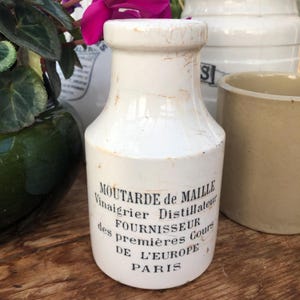 MOUTARDE de MAILLE
Vinaigrier Distillateur
FOURNISSEUR
des premières Cours
DE L'EUROPE
PARIS